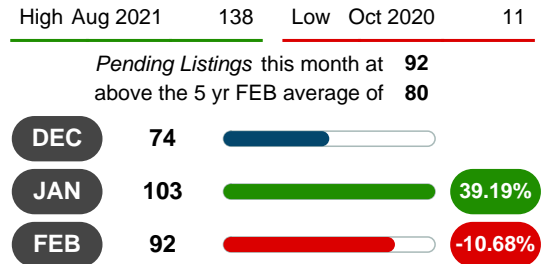 High Aug 2021 138 Low Oct 2020 11
Pending Listings this month at 92
above the 5 yr FEB average of 80
DEC 74
JAN 103 39.19%
FEB 92 -10.68%